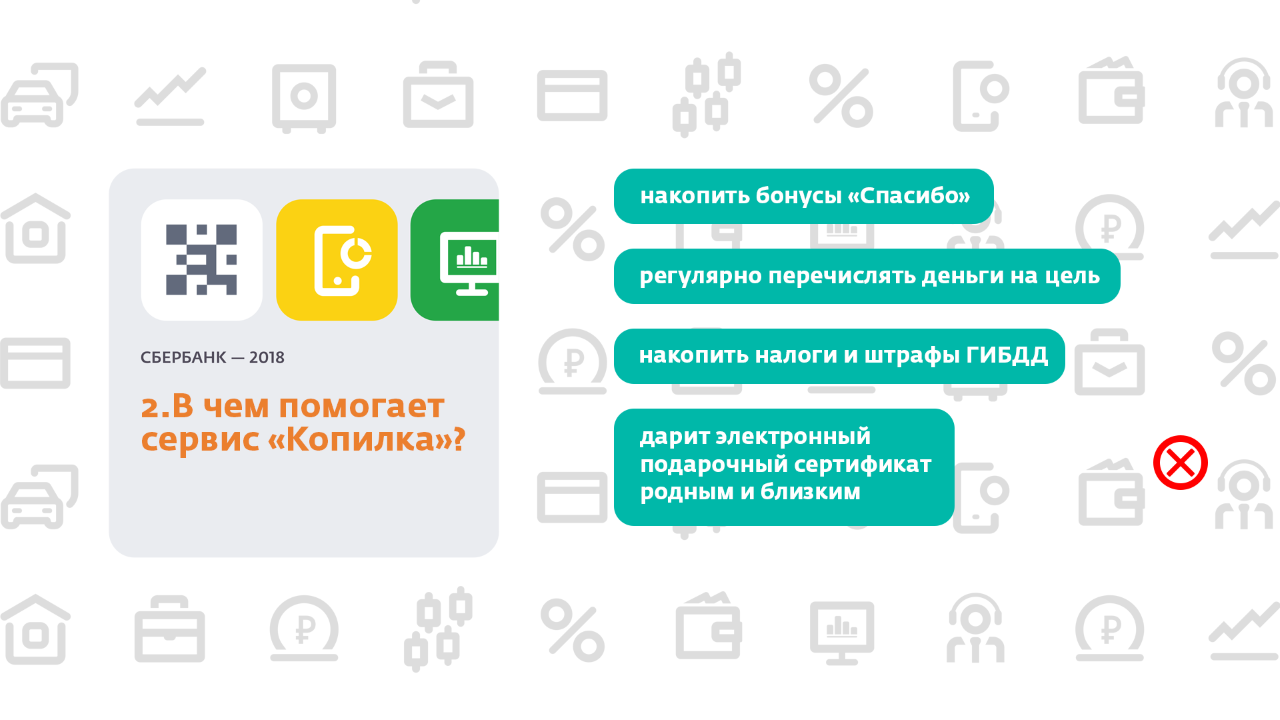 СБЕРБАНК — 2018
2.В чем помогает
сервис «Копилка»?
накопить бонусы «Спасибо»
регулярно перечислять деньги на цель
накопить налоги и штрафы ГИБДД
дарит электронный
подарочный сертификат
родным и близким